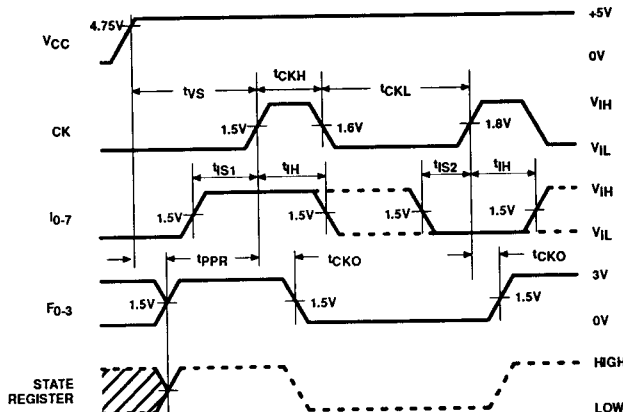 +5V
4.75V
VCC
0V
tCKH
tVS
tCKL
VIH
CK
1.5V
1.6V
1.8V
VIL
tIS1
tIH
tIS2
tIH
VIH
I0-7
1.5V
1.5V
1.5V
1.5V
VIL
tPPR
tCKO
tCKO
3V
F0-3
1.5V
1.5V
1.5V
0V
HIGH
STATE
REGISTER
LOW